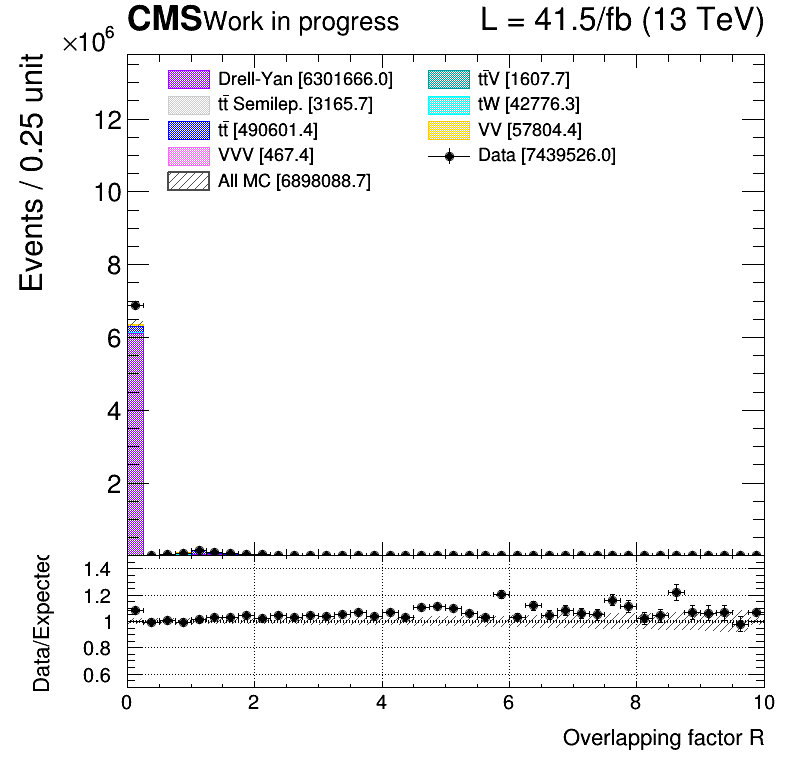 CMS Work in progress L = 41.5/fb (13 TeV)
×10⁶
Events / 0.25 unit
Drell-Yan [6301666.0]
tt̄ Semilep. [3165.7]
tt̄ [490601.4]
VVV [467.4]
All MC [6898088.7]
tt̄V [1607.7]
tW [42776.3]
VV [57804.4]
Data [7439526.0]
12
10
8
6
4
2
Data/Expected
1.4
1.2
1
0.8
0.6
0 2 4 6 8 10
Overlapping factor R